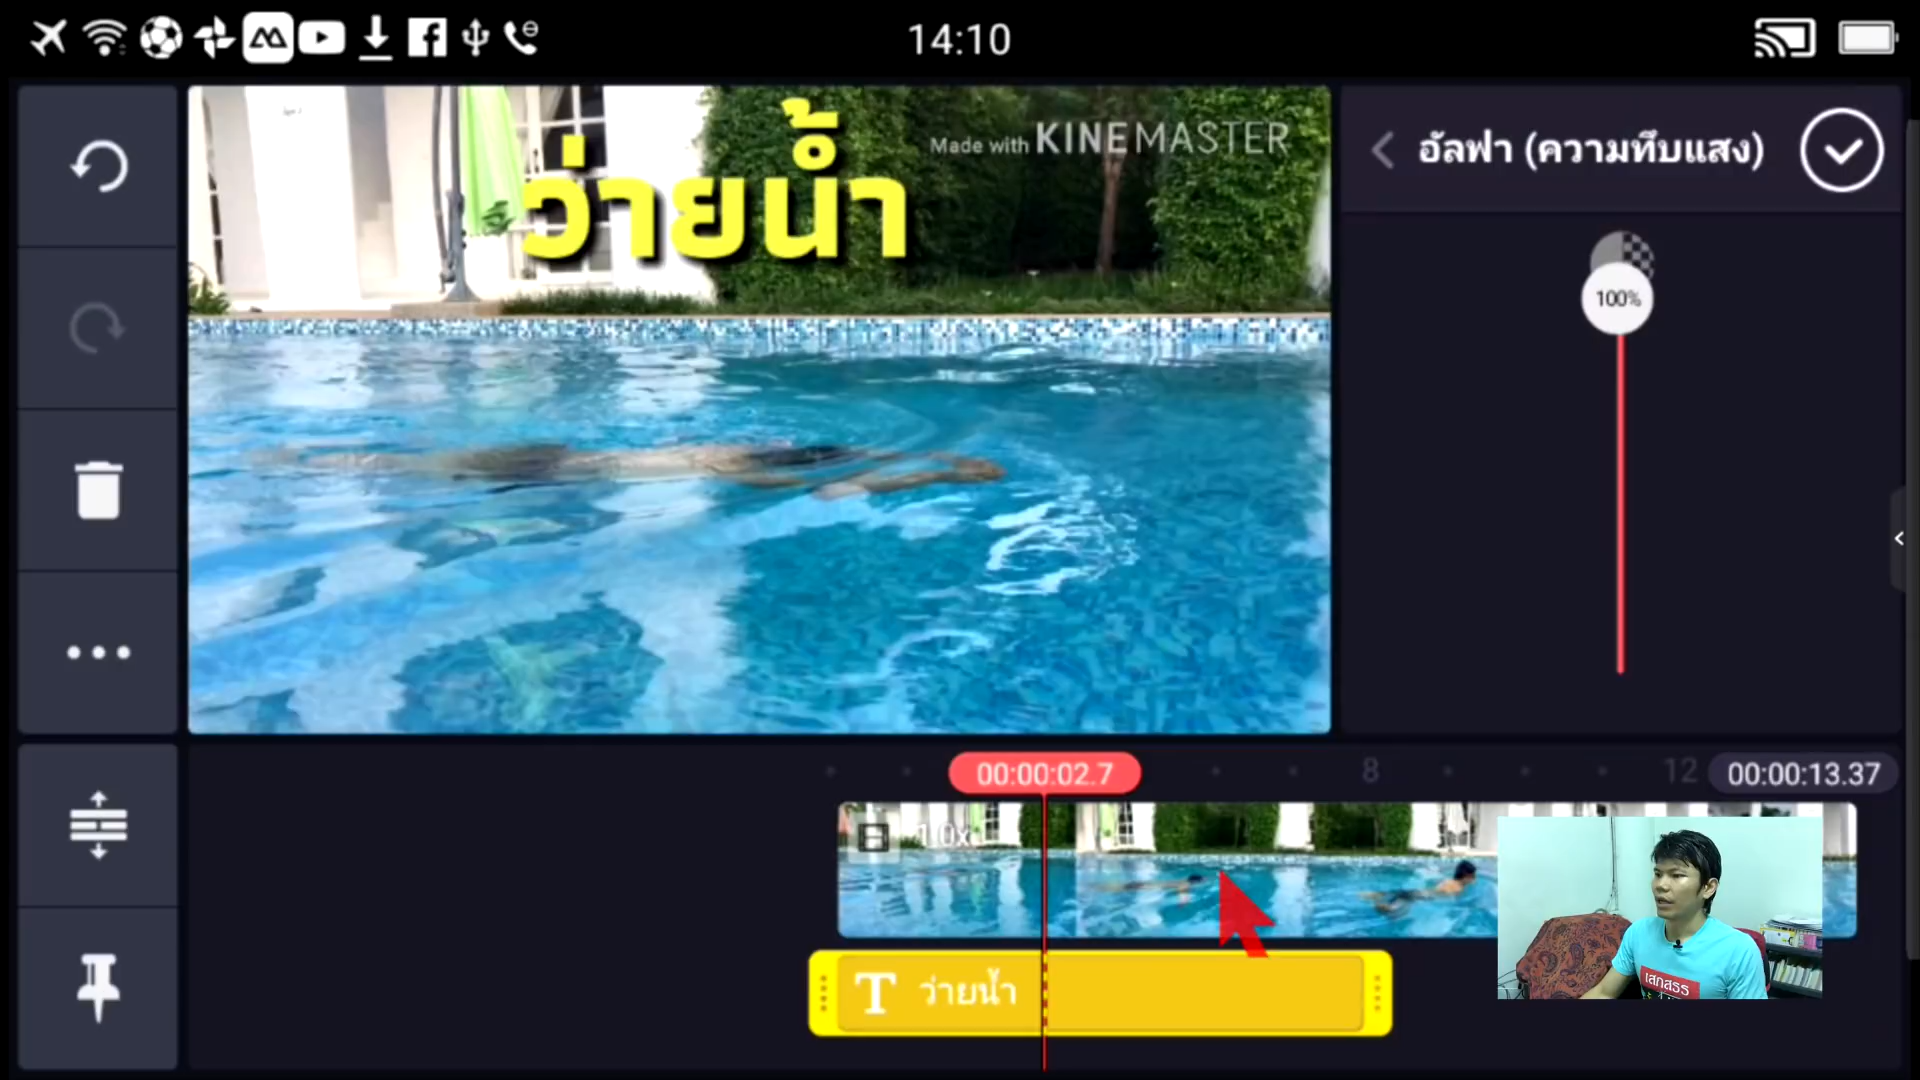 14:10
ว่ายน้ำ
Made with KINEMASTER
อัลฟา (ความทึบแสง)
100%
00:00:02.7
8
12
00:00:13.37
1.0x
T ว่ายน้ำ
เสกสรร